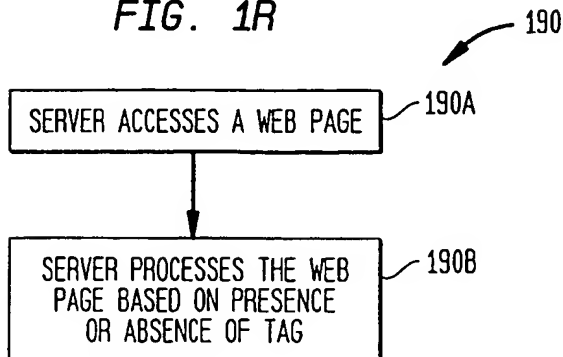 FIG. 1R
190
SERVER ACCESSES A WEB PAGE
190A
SERVER PROCESSES THE WEB
PAGE BASED ON PRESENCE
OR ABSENCE OF TAG
190B